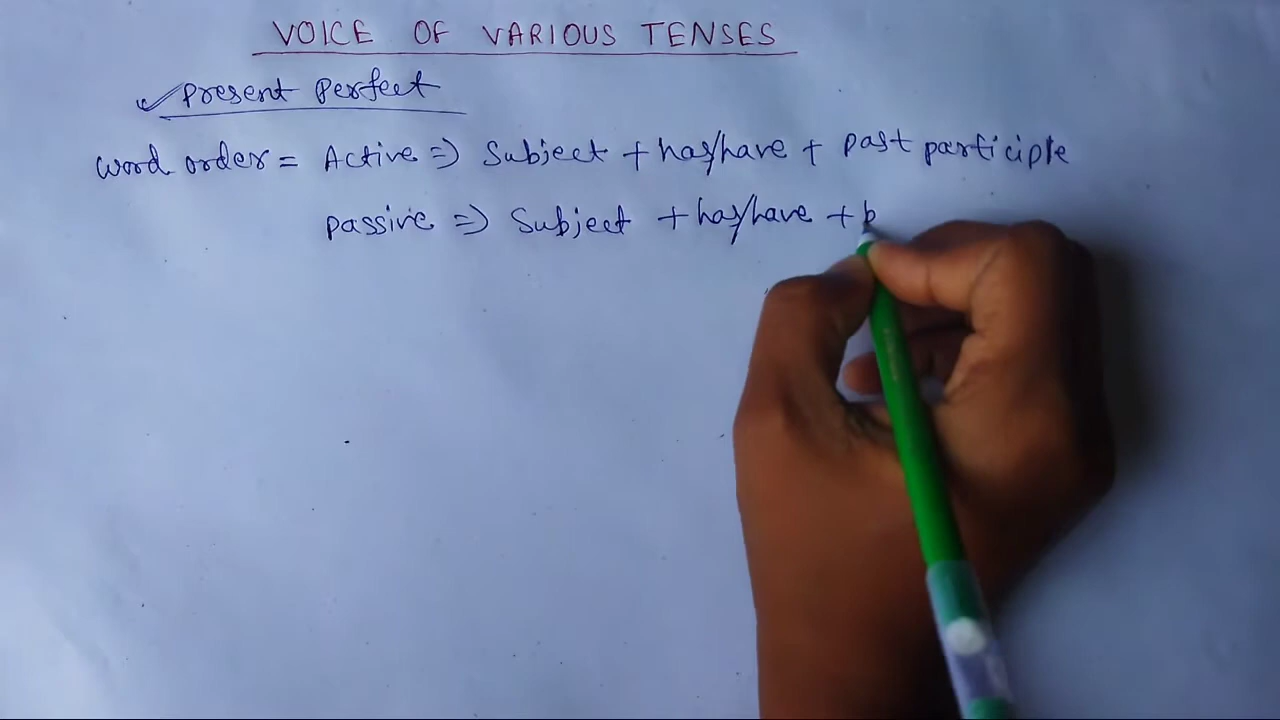 VOICE OF VARIOUS TENSES
Present Perfect
word order = Active => Subject + has/have + past participle
passive => Subject + has/have + b